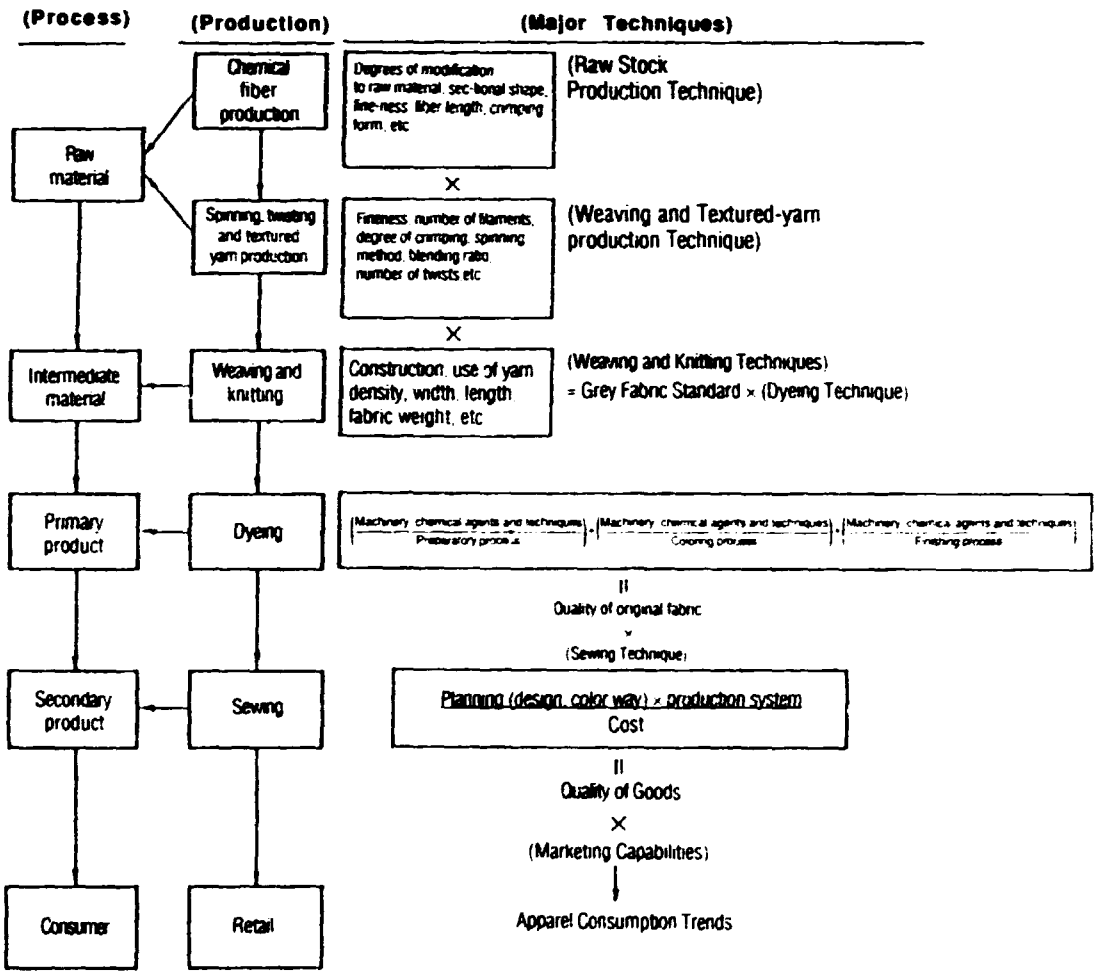 (Process)
(Production)
(Major Techniques)
Chemical
fiber
production
Degrees of modification
to raw material, sec-tional shape,
fine-ness, fiber length, crimping
form, etc
(Raw Stock
Production Technique)
Raw
material
×
Spinning, twisting
and textured
yarn production
Fineness, number of filaments,
degree of crimping, spinning
method, blending ratio,
number of twists,etc
(Weaving and Textured-yarn
production Technique)
×
Intermediate
material
Weaving and
knitting
Construction, use of yarn
density, width, length
fabric weight, etc
(Weaving and Knitting Techniques)
= Grey Fabric Standard × (Dyeing Technique)
Primary
product
Dyeing
(Machinery, chemical agents and techniques) (Machinery, chemical agents and techniques) (Machinery, chemical agents and techniques)
Preparatory process Coloring process Finishing process
||
Quality of original fabric
×
(Sewing Technique)
Secondary
product
Sewing
Planning (design, color way) × production system
Cost
||
Quality of Goods
×
(Marketing Capabilities)
Consumer
Retail
Apparel Consumption Trends